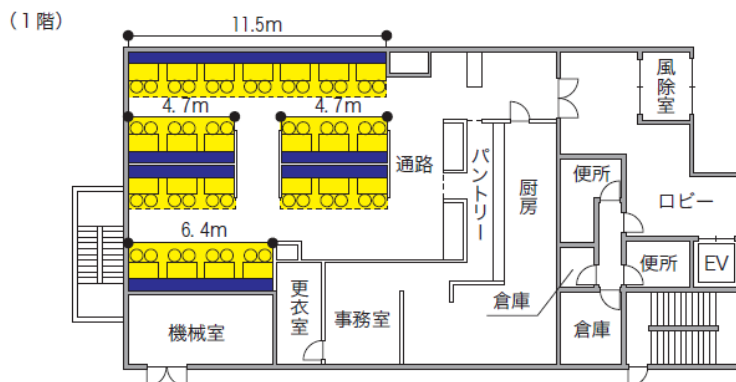 （１階）
11.5m
4.7m
4.7m
6.4m
風除室
通路
パントリー
厨房
便所
ロビー
便所
EV
倉庫
倉庫
更衣室
事務室
機械室